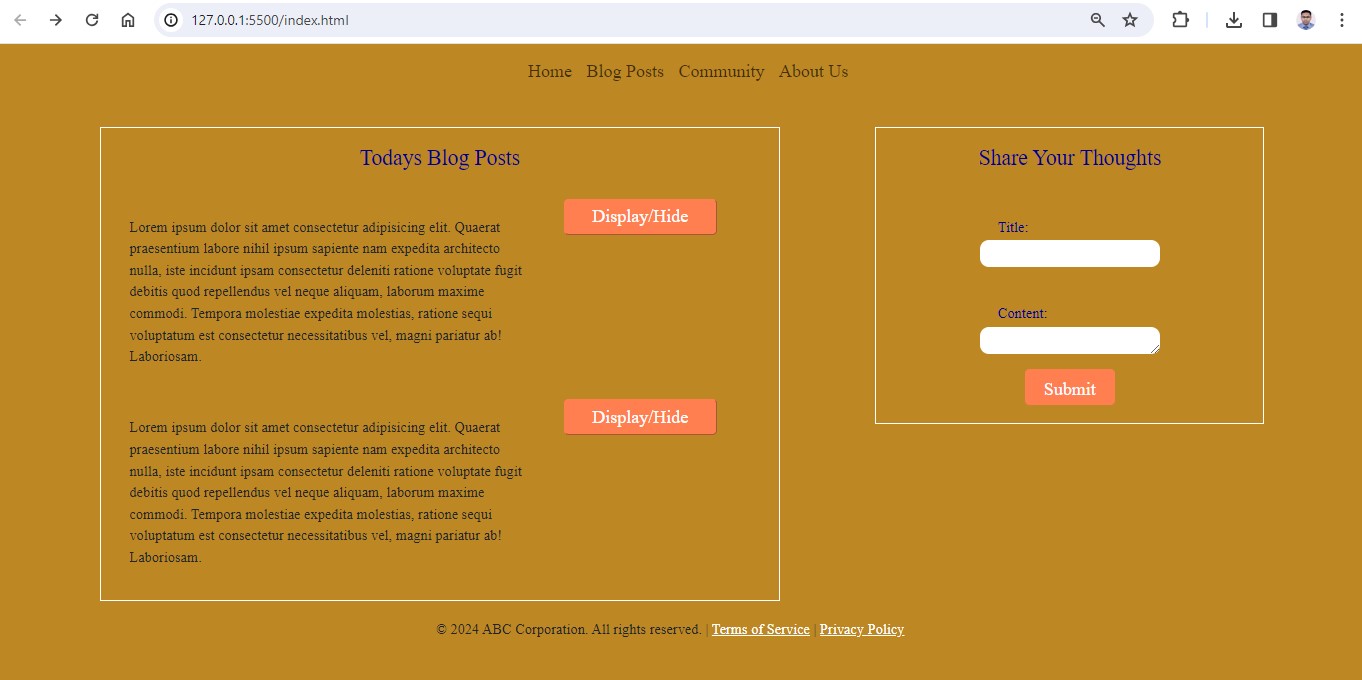 127.0.0.1:5500/index.html
Home Blog Posts Community About Us
Todays Blog Posts
Display/Hide
Lorem ipsum dolor sit amet consectetur adipisicing elit. Quaerat
praesentium labore nihil ipsum sapiente nam expedita architecto
nulla, iste incidunt ipsam consectetur deleniti ratione voluptate fugit
debitis quod repellendus vel neque aliquam, laborum maxime
commodi. Tempora molestiae expedita molestias, ratione sequi
voluptatum est consectetur necessitatibus vel, magni pariatur ab!
Laboriosam.
Display/Hide
Lorem ipsum dolor sit amet consectetur adipisicing elit. Quaerat
praesentium labore nihil ipsum sapiente nam expedita architecto
nulla, iste incidunt ipsam consectetur deleniti ratione voluptate fugit
debitis quod repellendus vel neque aliquam, laborum maxime
commodi. Tempora molestiae expedita molestias, ratione sequi
voluptatum est consectetur necessitatibus vel, magni pariatur ab!
Laboriosam.
Share Your Thoughts
Title:
Content:
Submit
© 2024 ABC Corporation. All rights reserved. | Terms of Service | Privacy Policy